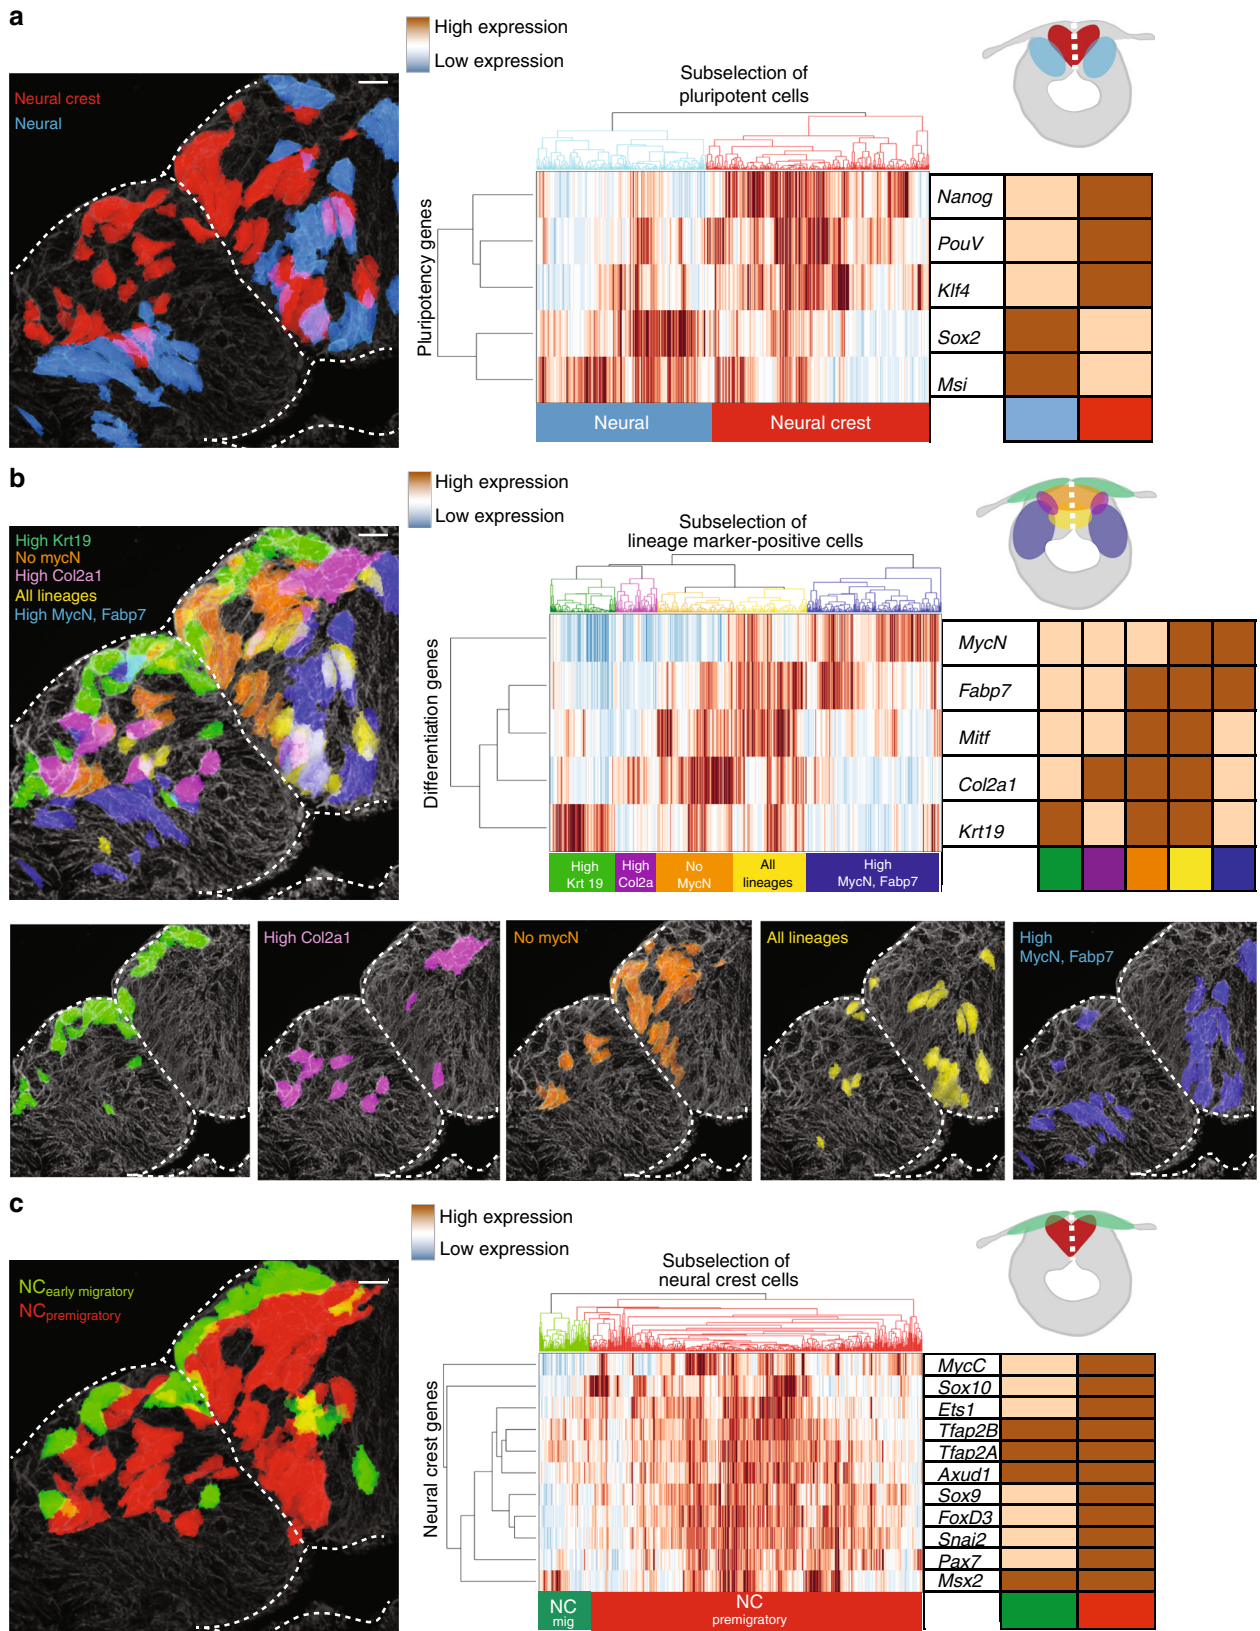 a
High expression
Low expression
Neural crest
Neural
Subselection of
pluripotent cells
Pluripotency genes
Nanog
PouV
Klf4
Sox2
Msi
Neural
Neural crest
b
High expression
Low expression
High Krt19
No mycN
High Col2a1
All lineages
High MycN, Fabp7
Subselection of
lineage marker-positive cells
Differentiation genes
MycN
Fabp7
Mitf
Col2a1
Krt19
High
Krt 19
High
Col2a
No
MycN
All
lineages
High
MycN, Fabp7
High Col2a1
No mycN
All lineages
High
MycN, Fabp7
c
High expression
Low expression
NCearly migratory
NCpremigratory
Subselection of
neural crest cells
Neural crest genes
MycC
Sox10
Ets1
Tfap2B
Tfap2A
Axud1
Sox9
FoxD3
Snai2
Pax7
Msx2
NC
mig
NC
premigratory